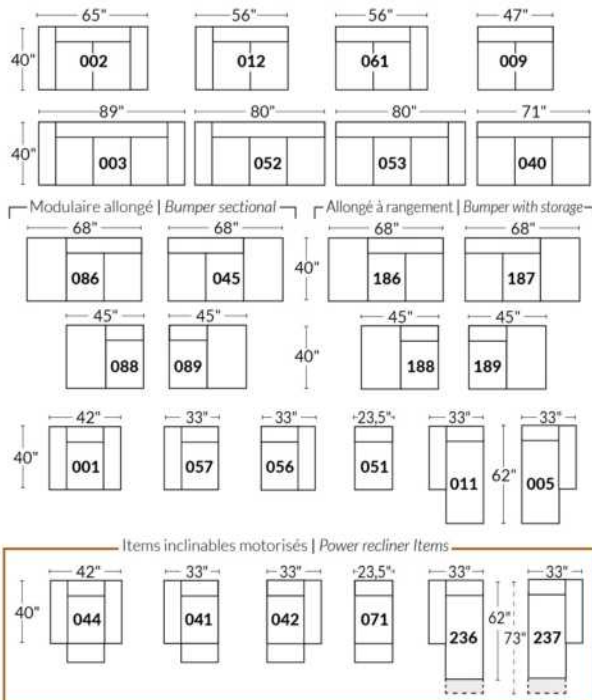 65" 56" 56" 47"
40" 002 012 061 009
89" 80" 80" 71"
40" 003 052 053 040
Modulaire allongé | Bumper sectional Allongé à rangement | Bumper with storage
68" 68" 68" 68"
086 045 40" 186 187
45" 45" 45" 45"
088 089 40" 188 189
42" 33" 33" 23,5" 33" 33"
40" 001 057 056 051 011 62" 005
Items inclinables motorisés | Power recliner Items
42" 33" 33" 23,5" 33" 33"
40" 044 041 042 071 236 62" 73" 237